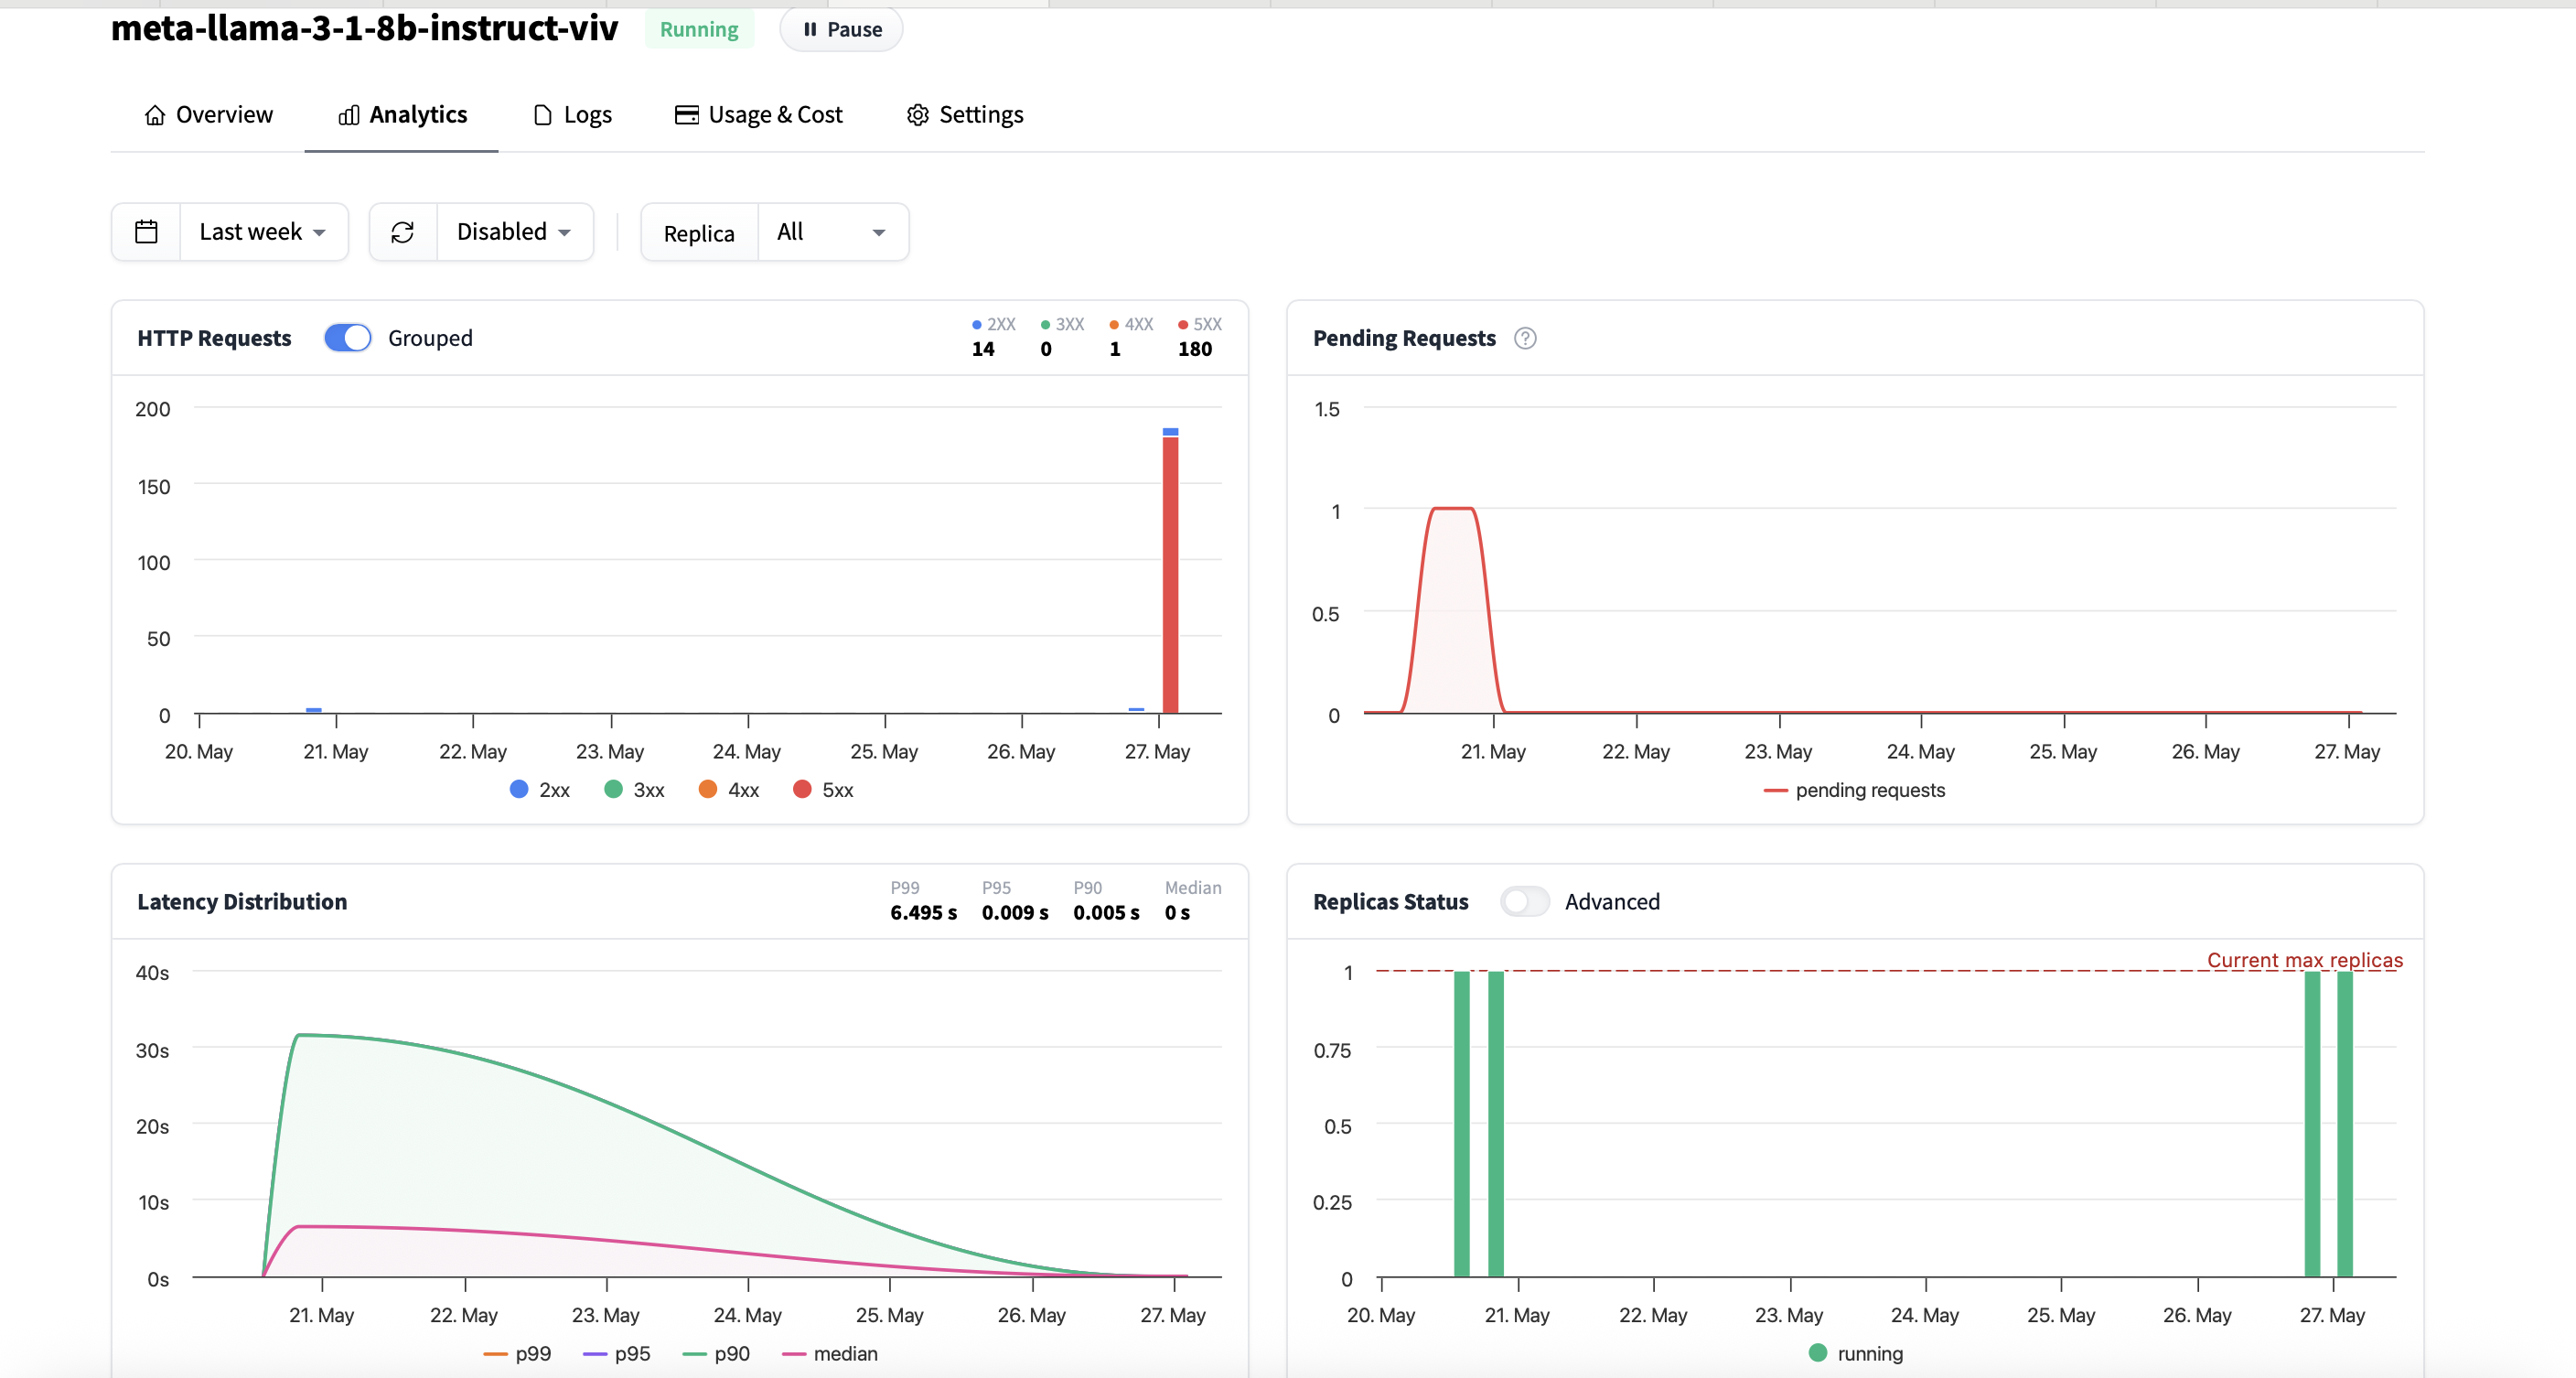 meta-llama-3-1-8b-instruct-viv Running Pause
Overview Analytics Logs Usage & Cost Settings
Last week Disabled Replica All
HTTP Requests Grouped
2XX 3XX 4XX 5XX
14 0 1 180
200
150
100
50
0
20. May 21. May 22. May 23. May 24. May 25. May 26. May 27. May
2xx 3xx 4xx 5xx
Pending Requests ?
1.5
1
0.5
0
21. May 22. May 23. May 24. May 25. May 26. May 27. May
pending requests
Latency Distribution
P99 P95 P90 Median
6.495 s 0.009 s 0.005 s 0 s
40s
30s
20s
10s
0s
21. May 22. May 23. May 24. May 25. May 26. May 27. May
p99 p95 p90 median
Replicas Status Advanced
Current max replicas
1
0.75
0.5
0.25
0
20. May 21. May 22. May 23. May 24. May 25. May 26. May 27. May
running